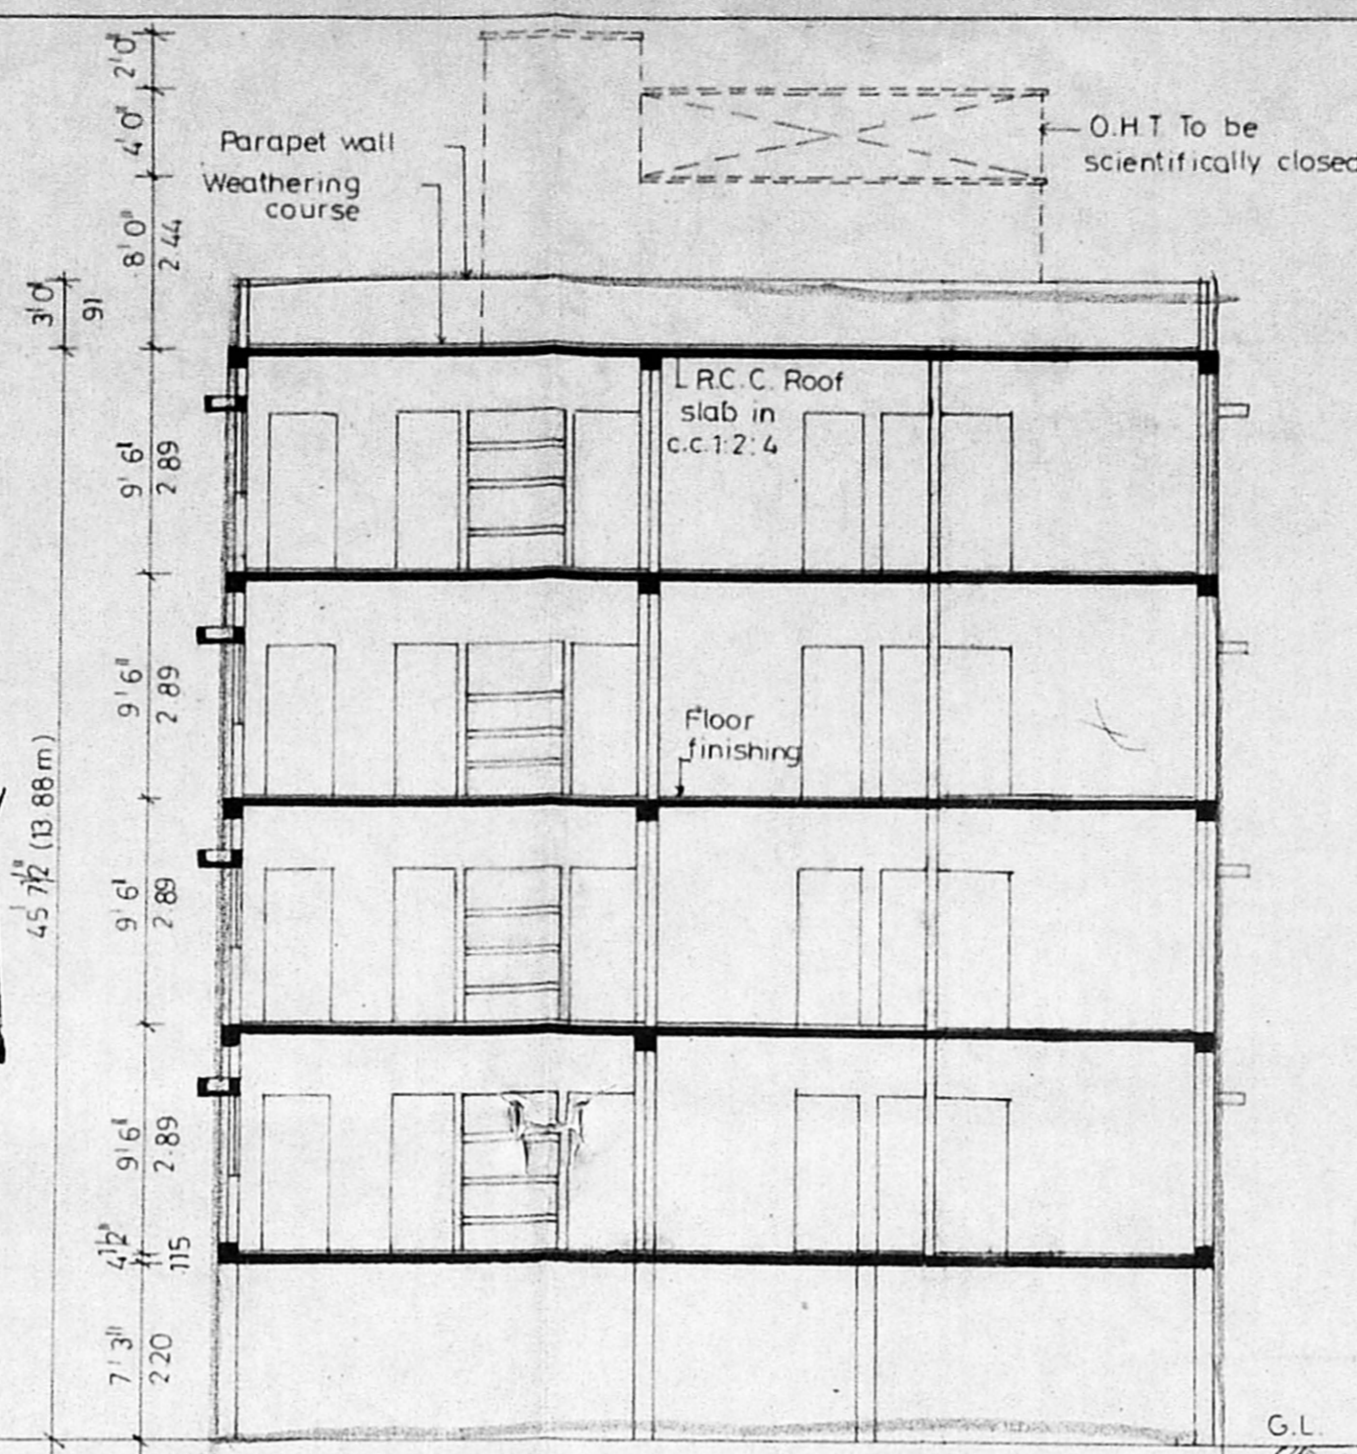 2' 0"
4' 0"
8' 0"
2 44
3' 0"
91
Parapet wall
Weathering
course
O.H.T. To be
scientifically closed
R.C.C. Roof
slab in
c.c.1:2:4
9' 6"
2 89
9' 6"
2 89
Floor
finishing
45' 7½" (13 88 m)
9' 6"
2.89
9' 6"
2.89
4½"
.115
7' 3"
2.20
G.L.